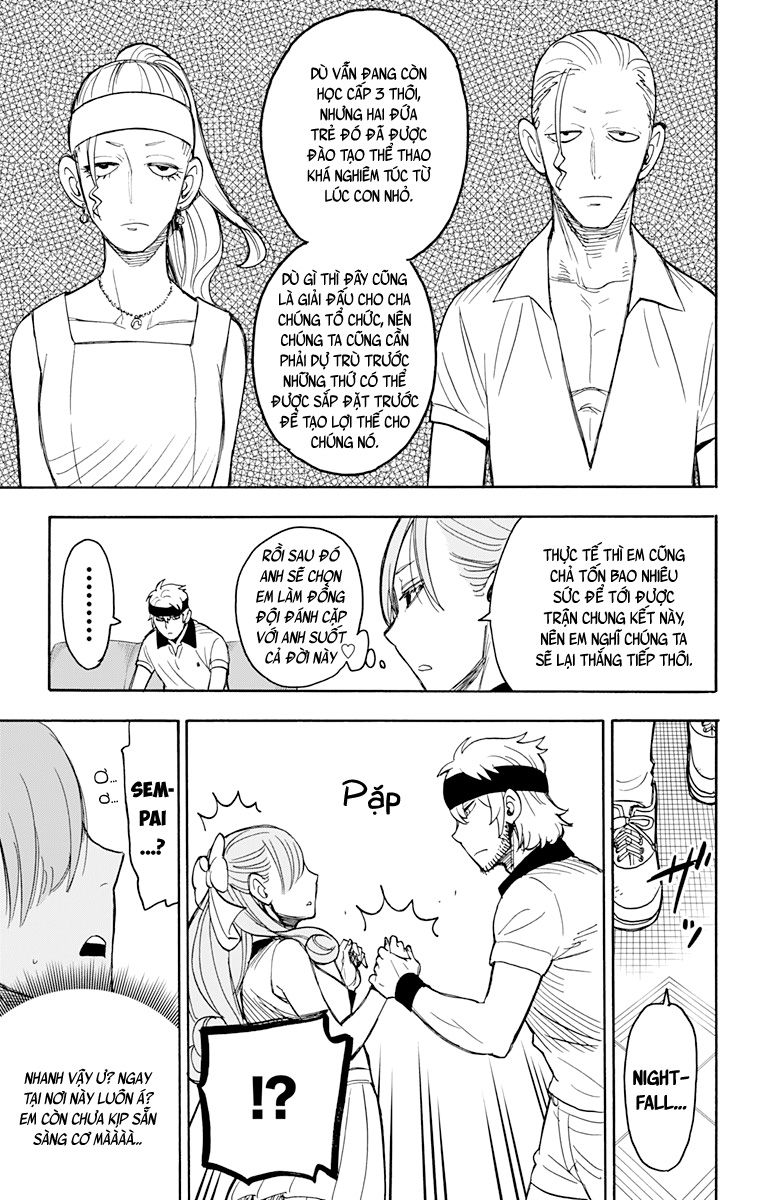 DÙ VẪN ĐANG CÒN
HỌC CẤP 3 THÔI,
NHƯNG HAI ĐỨA
TRẺ ĐÓ ĐÃ ĐƯỢC
ĐÀO TẠO THỂ THAO
KHÁ NGHIÊM TÚC TỪ
LÚC CON NHỎ.
DÙ GÌ THÌ ĐÂY CŨNG
LÀ GIẢI ĐẤU CHO CHA
CHÚNG TỔ CHỨC, NÊN
CHÚNG TA CŨNG CẦN
PHẢI DỰ TRÙ TRƯỚC
NHỮNG THỨ CÓ THỂ
ĐƯỢC SẮP ĐẶT TRƯỚC
ĐỂ TẠO LỢI THẾ CHO
CHÚNG NÓ.
THỰC TẾ THÌ EM CŨNG
CHẢ TỐN BAO NHIÊU
SỨC ĐỂ TỚI ĐƯỢC
TRẬN CHUNG KẾT NÀY,
NÊN EM NGHĨ CHÚNG TA
SẼ LẠI THẮNG TIẾP THÔI.
RỒI SAU ĐÓ
ANH SẼ CHỌN
EM LÀM ĐỒNG
ĐỘI ĐÁNH CẶP
VỚI ANH SUỐT
CẢ ĐỜI NÀY ♡
......
NIGHT-
FALL...
Pặp
!?
SEM-
PAI
...?
Ơ...
Ơ...
NHANH VẬY Ư? NGAY
TẠI NƠI NÀY LUÔN Á?
EM CÒN CHƯA KỊP SẴN
SÀNG CƠ MÀÀÀÀ...